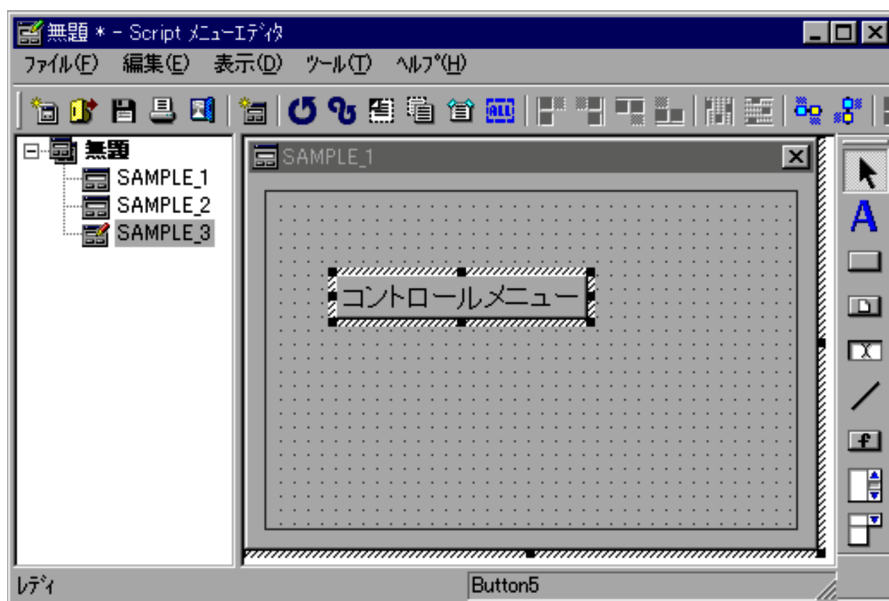 無題 * - Script ﾒﾆｭｰｴﾃﾞｨﾀ
ﾌｧｲﾙ(F) 編集(E) 表示(D) ﾂｰﾙ(T) ﾍﾙﾌﾟ(H)
ALL
無題
SAMPLE_1
SAMPLE_2
SAMPLE_3
SAMPLE_1
コントロールメニュー
A
f
ﾚﾃﾞｨ
Button5